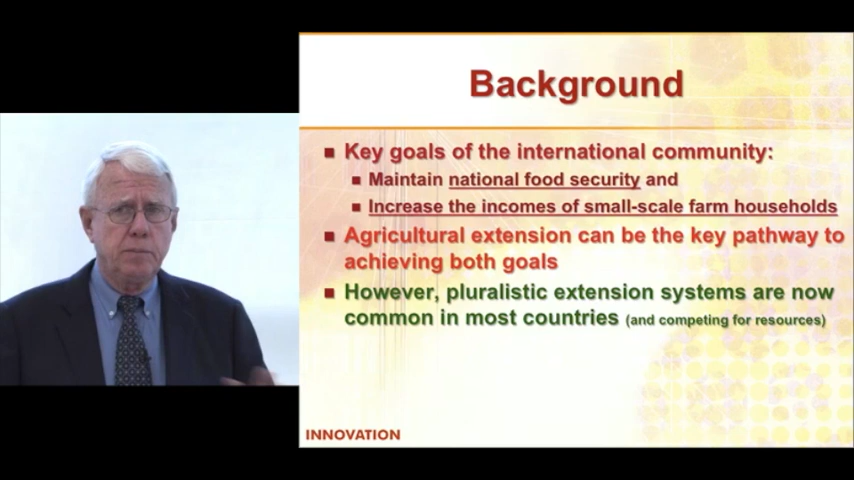 Background
Key goals of the international community:
Maintain national food security and
Increase the incomes of small-scale farm households
Agricultural extension can be the key pathway to
achieving both goals
However, pluralistic extension systems are now
common in most countries (and competing for resources)
INNOVATION